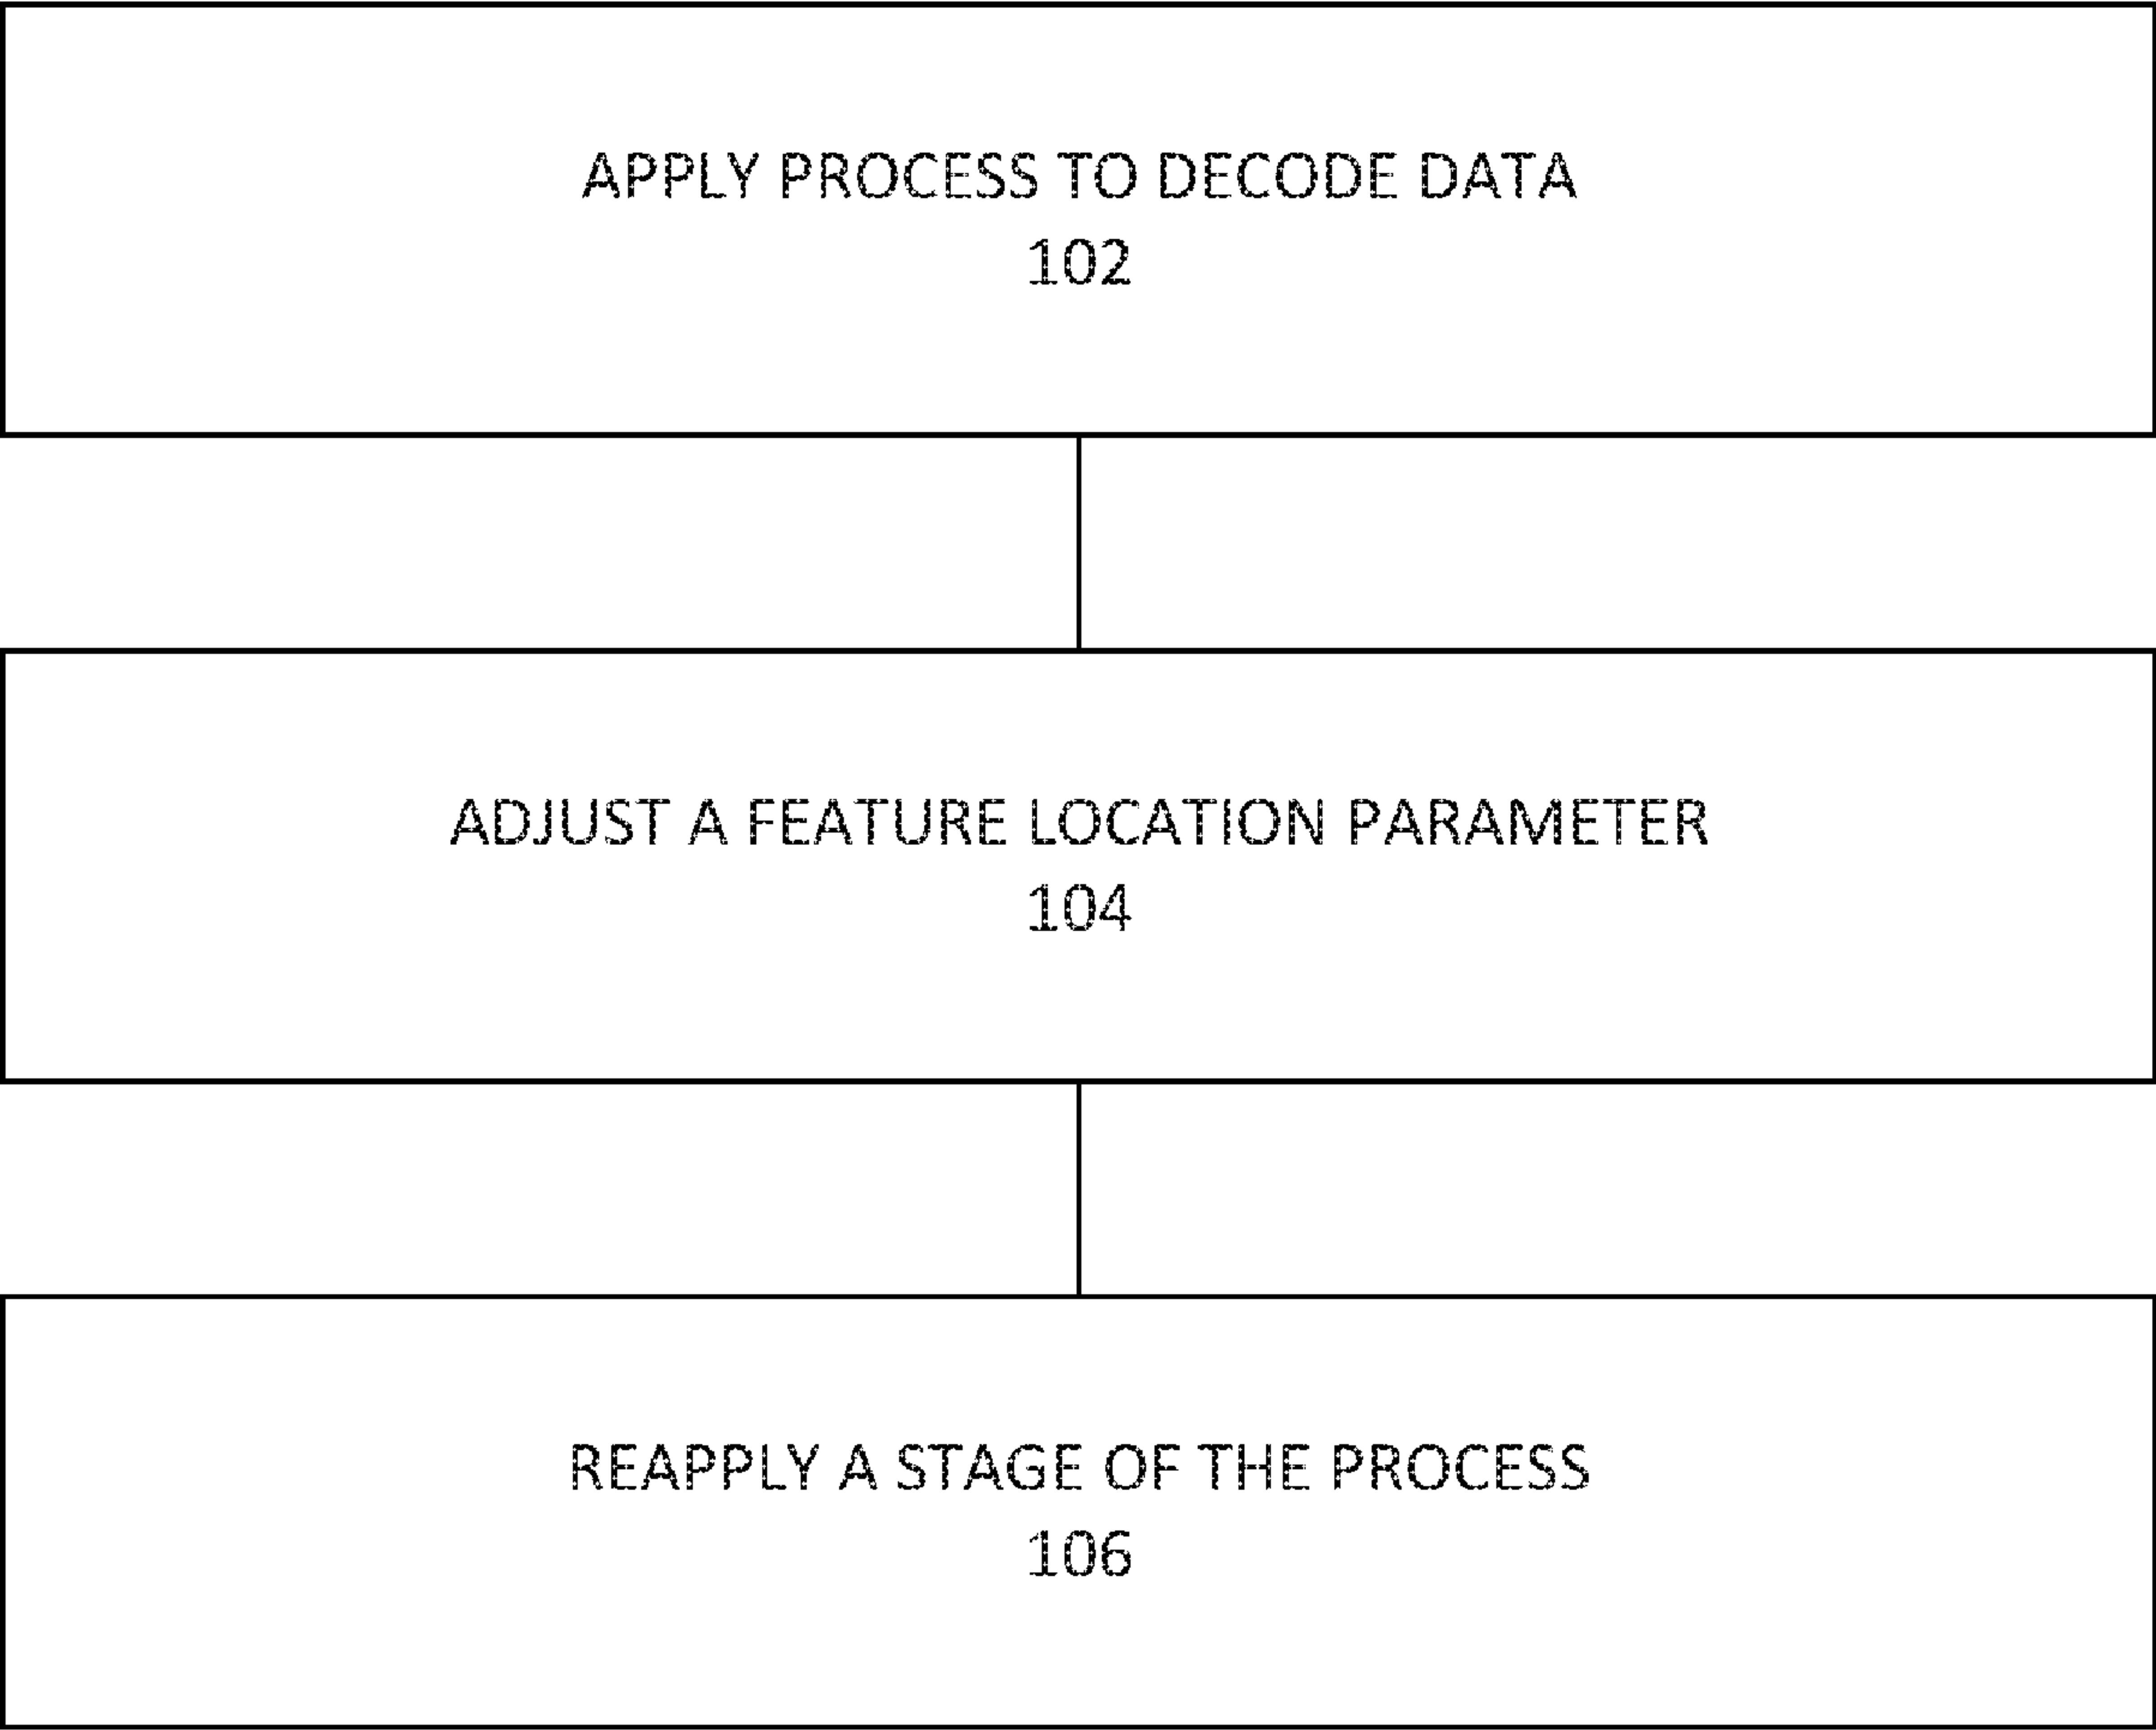 APPLY PROCESS TO DECODE DATA
102
ADJUST A FEATURE LOCATION PARAMETER
104
REAPPLY A STAGE OF THE PROCESS
106